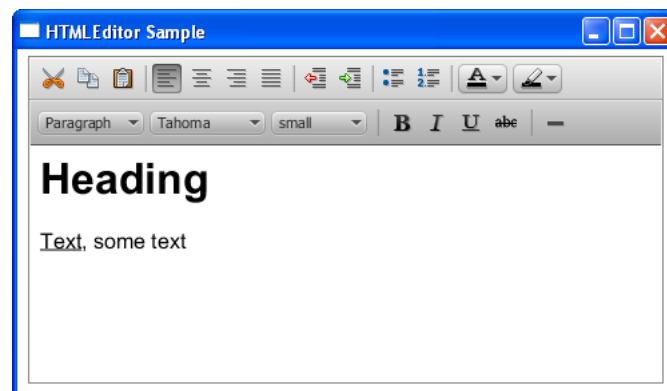 HTMLEditor Sample
Paragraph Tahoma small B I U abc
Heading
Text, some text